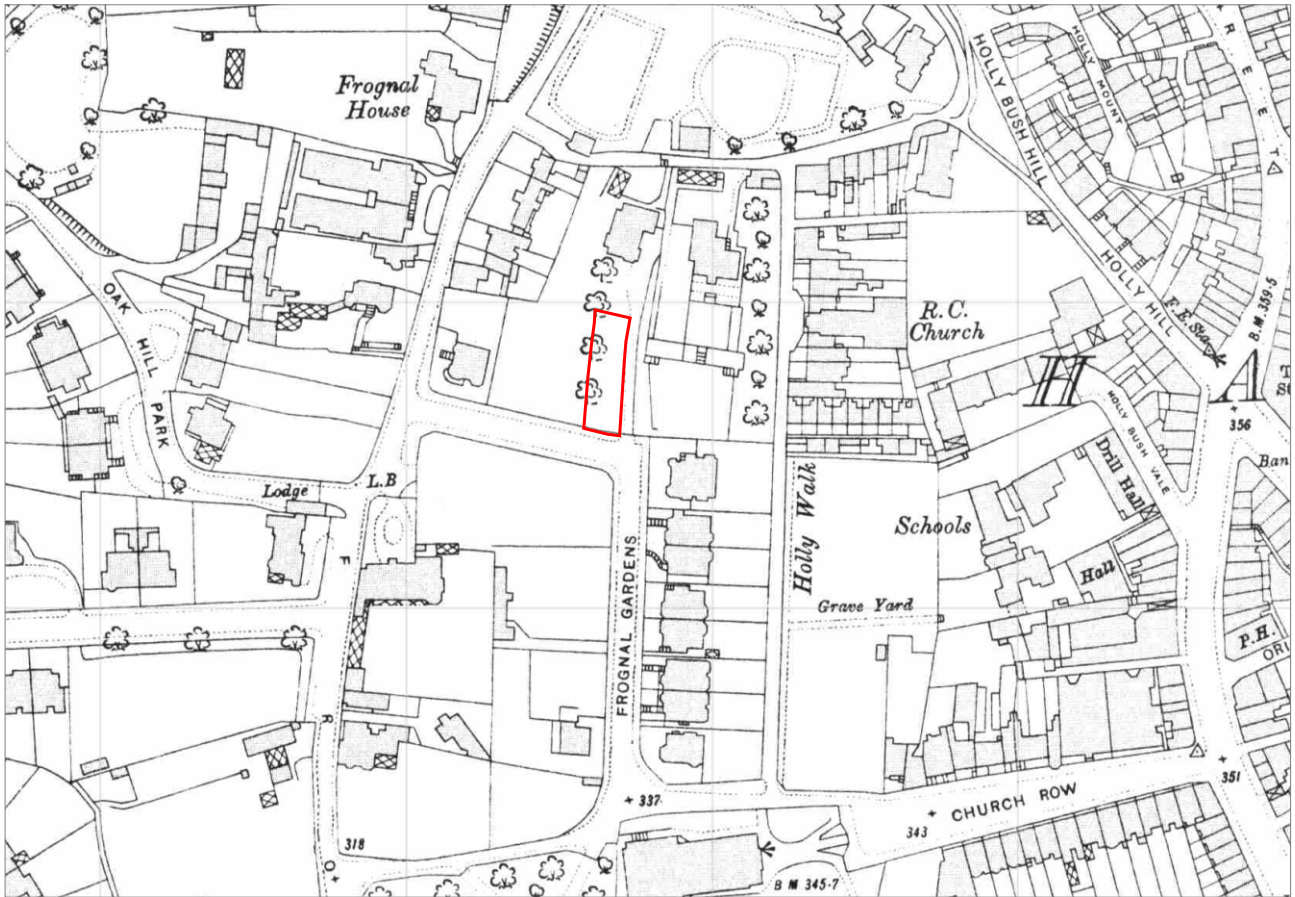 Frognal
House
HOLLY BUSH HILL
HOLLY MOUNT
R E E T
OAK
HILL
PARK
R.C.
Church
HOLLY HILL
F.E. Sta
B.M. 359·5
H
A
356
HOLLY BUSH VALE
Drill Hall
Ban
Lodge
L.B
F
Holly Walk
Schools
Hall
FROGNAL GARDENS
Grave Yard
P.H.
ORI
R
337
351
CHURCH ROW
343
318
O
B M 345·7